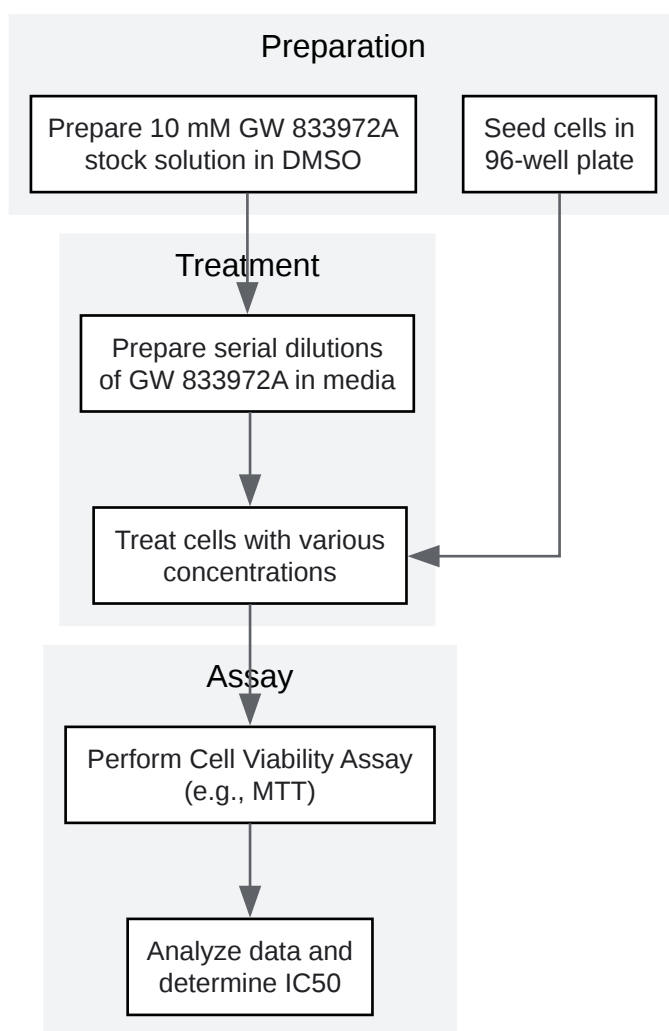 Preparation
Prepare 10 mM GW 833972A
stock solution in DMSO
Seed cells in
96-well plate
Treatment
Prepare serial dilutions
of GW 833972A in media
Treat cells with various
concentrations
Assay
Perform Cell Viability Assay
(e.g., MTT)
Analyze data and
determine IC50